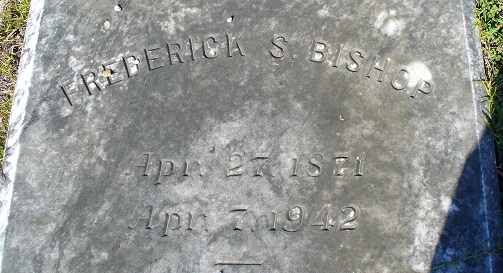 FREDERICK S. BISHOP
Apr. 27, 1871
Apr. 7, 1942